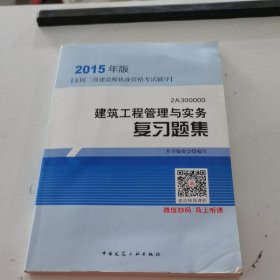 2015年版
全国二级建造师执业资格考试辅导
2A300000
建筑工程管理与实务
复习题集
本书编委会 编写
微信扫码 马上听课
中国建筑工业出版社